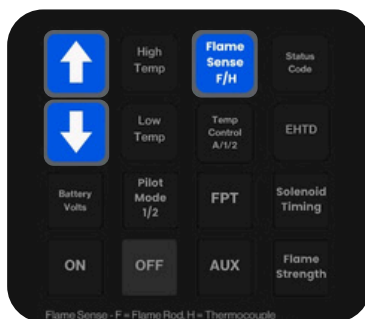 High
Temp
Flame
Sense
F/H
Status
Code
Low
Temp
Temp
Control
A/1/2
EHTD
Battery
Volts
Pilot
Mode
1/2
FPT
Solenoid
Timing
ON
OFF
AUX
Flame
Strength
Flame Sense - F = Flame Rod, H = Thermocouple